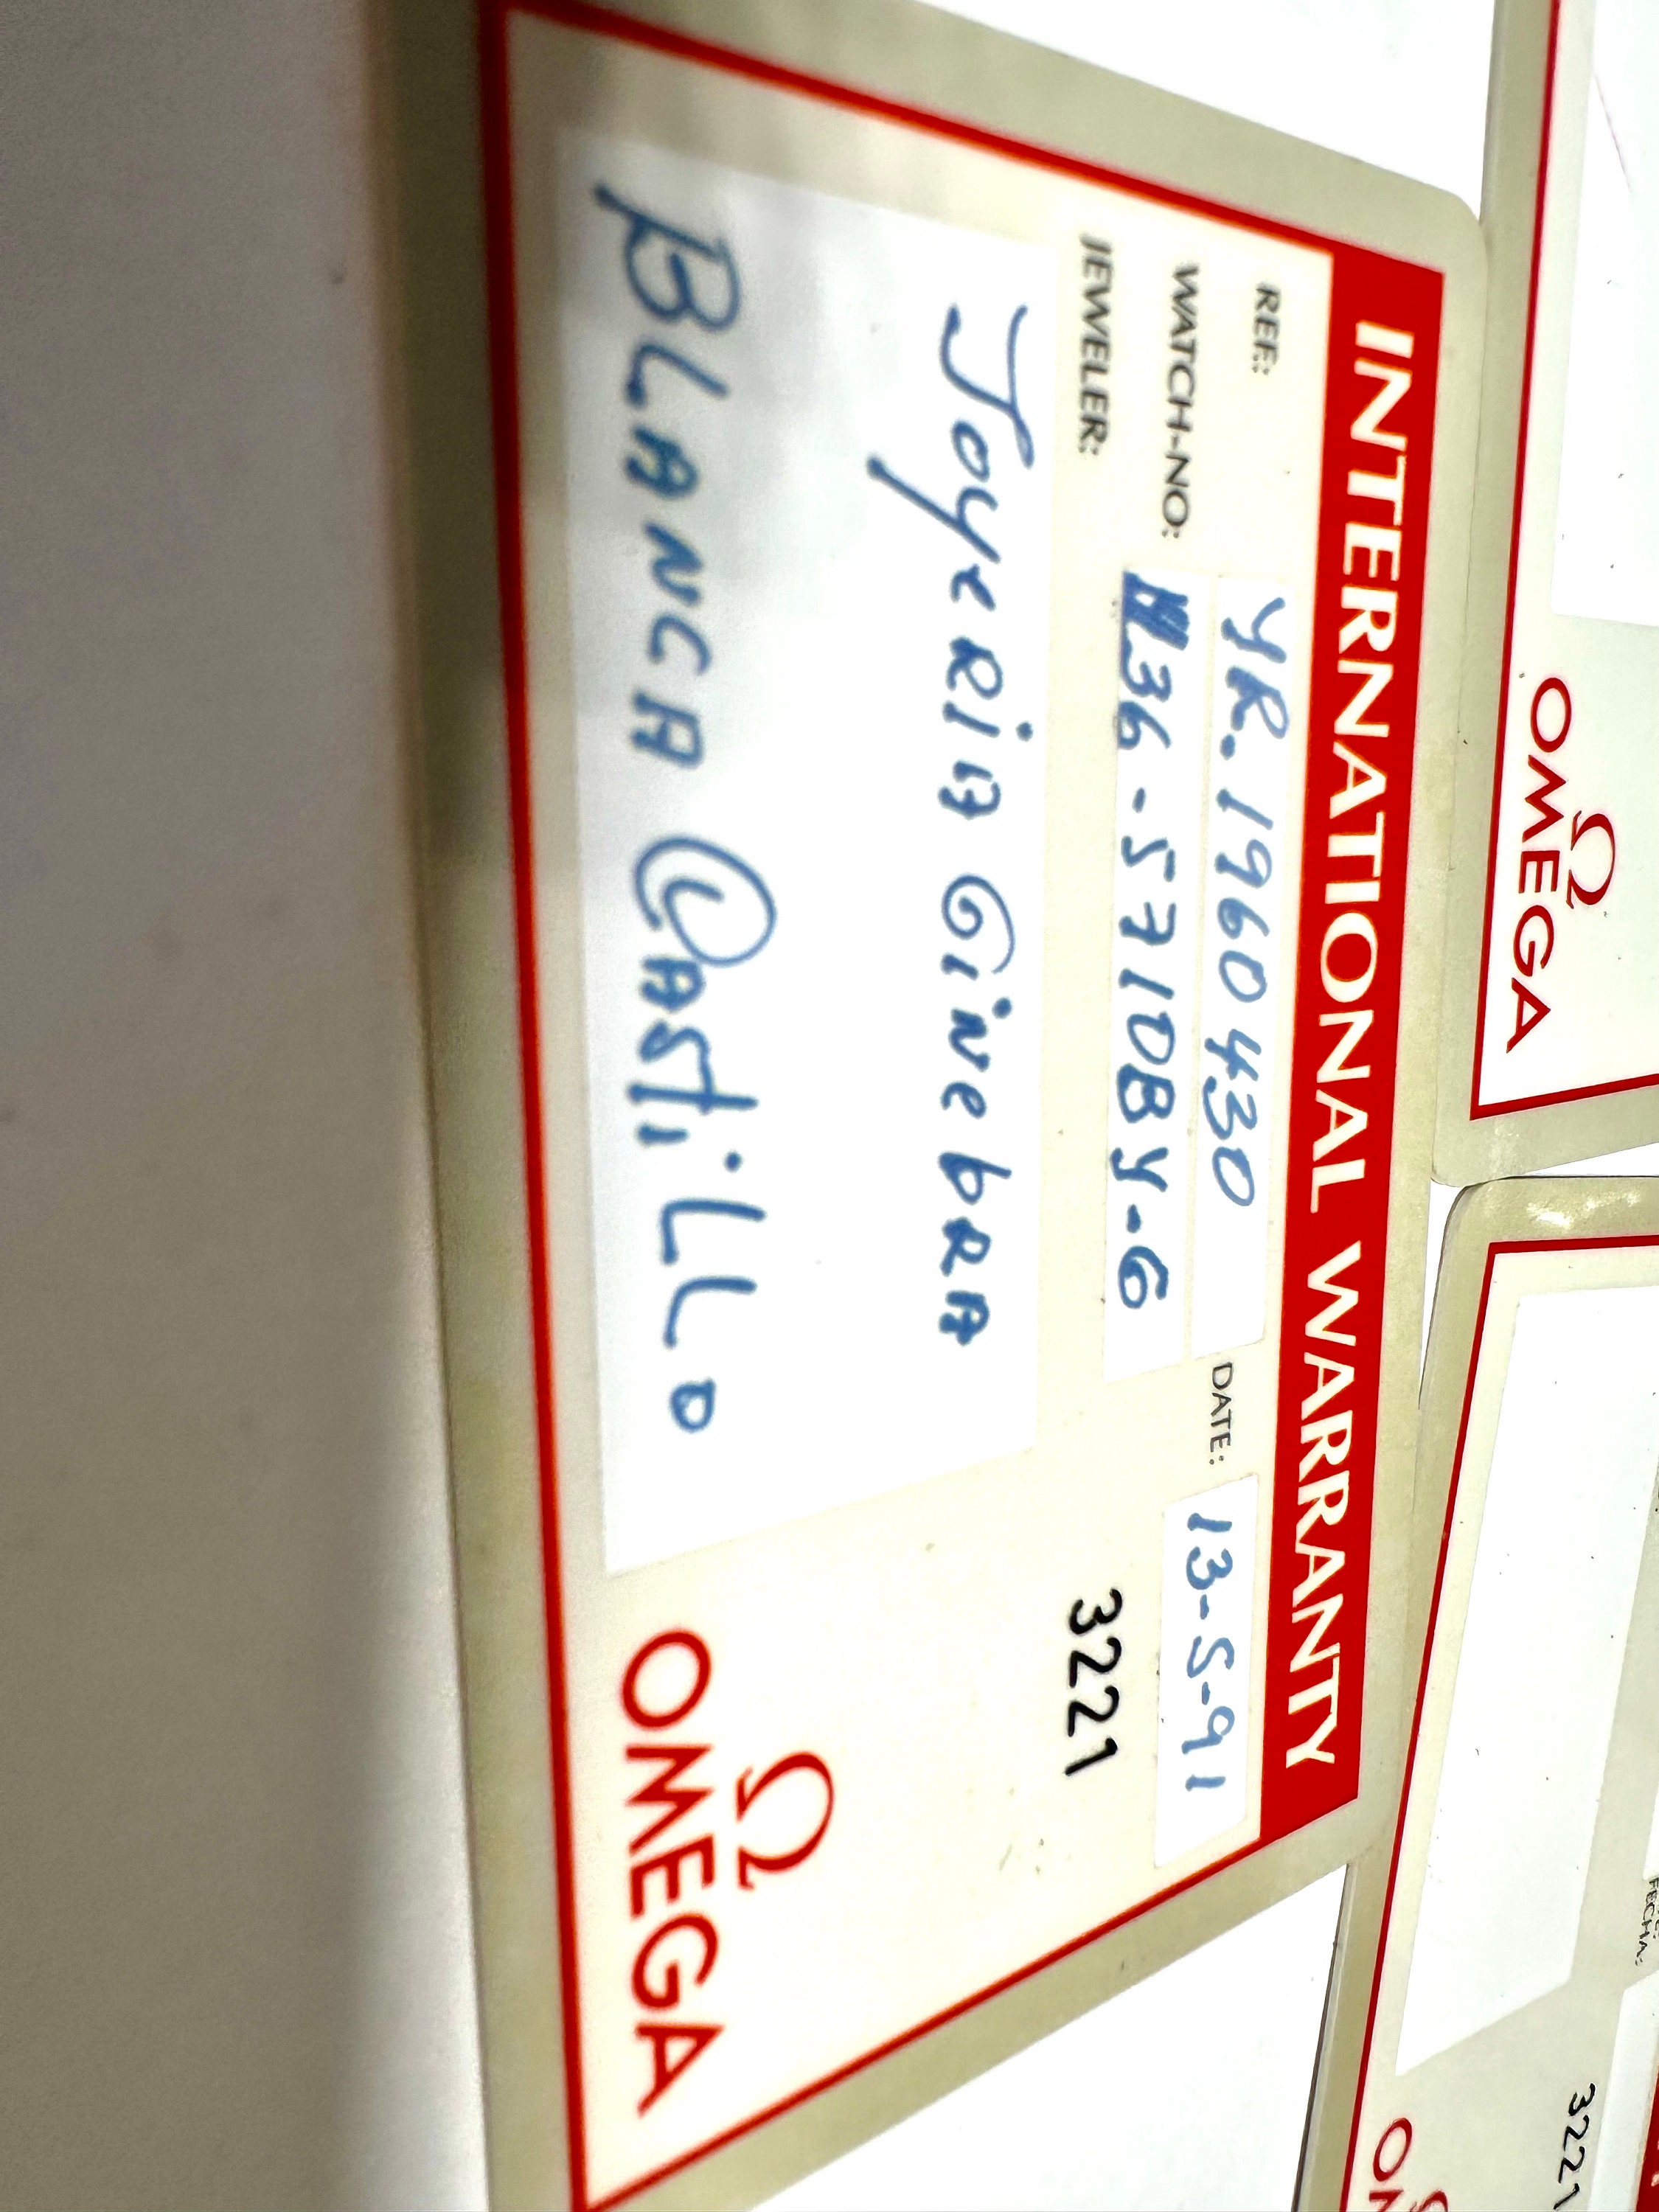 INTERNATIONAL WARRANTY
REF: YR. 1960430 DATE: 13-5-91
WATCH-NO: 36-5710BY-6
3221
JEWELER:
Joyeria Ginebra
BLANCA CAStiLLo
Ω
OMEGA
Ω
OMEGA
FECHA:
3221